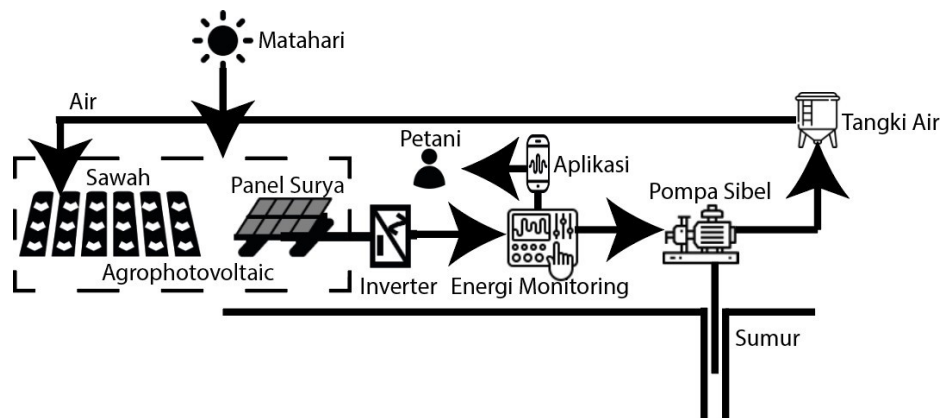 Matahari
Air
Tangki Air
Petani
Aplikasi
Sawah
Panel Surya
Pompa Sibel
Agrophotovoltaic
Inverter
Energi Monitoring
Sumur